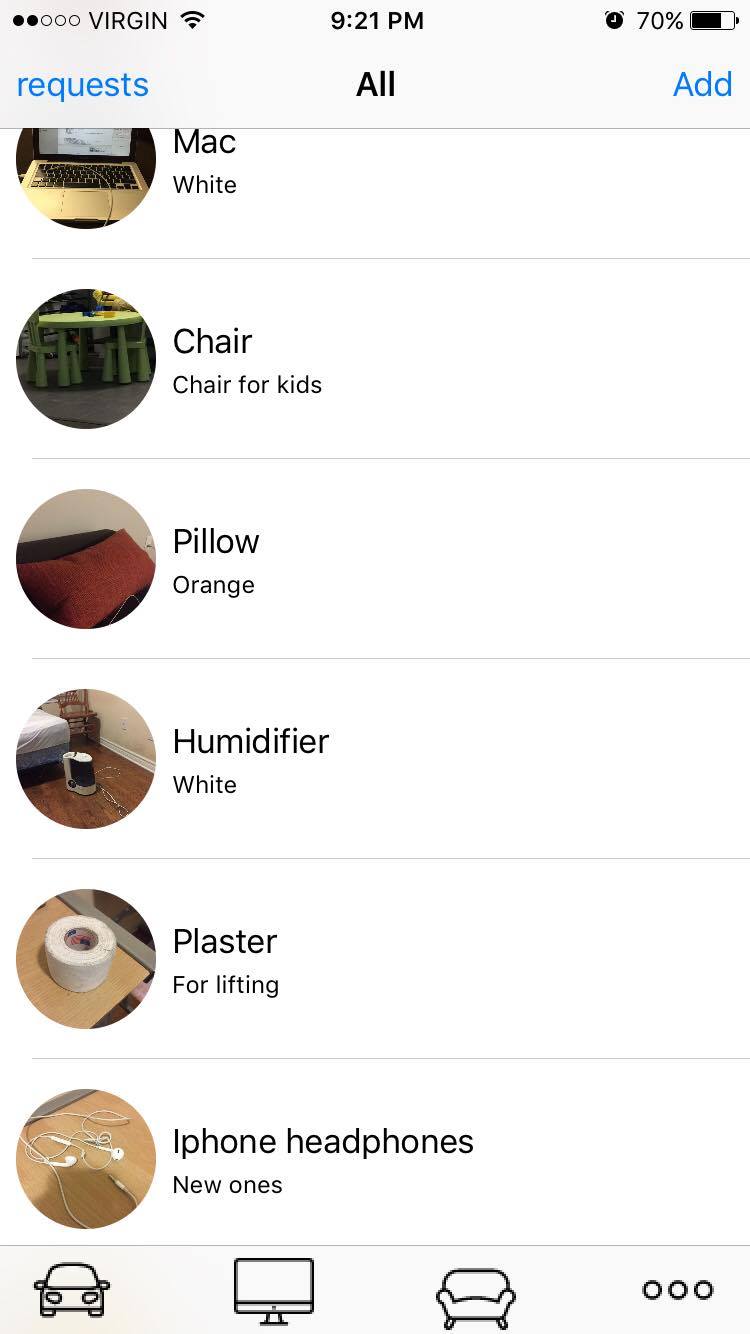 VIRGIN 9:21 PM 70%
requests All Add
Mac
White
Chair
Chair for kids
Pillow
Orange
Humidifier
White
Plaster
For lifting
Iphone headphones
New ones